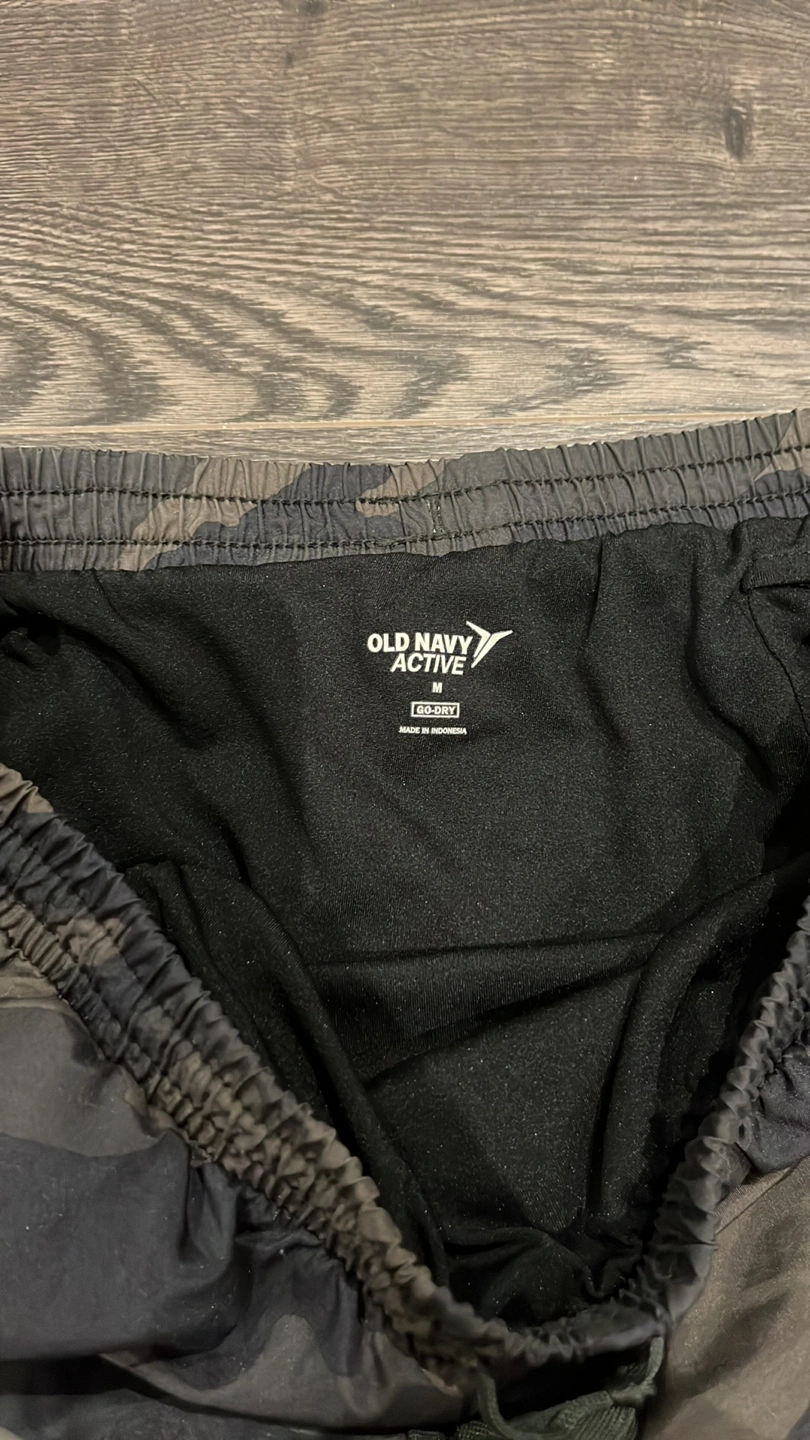 OLD NAVY
ACTIVE
M
GO-DRY
MADE IN INDONESIA